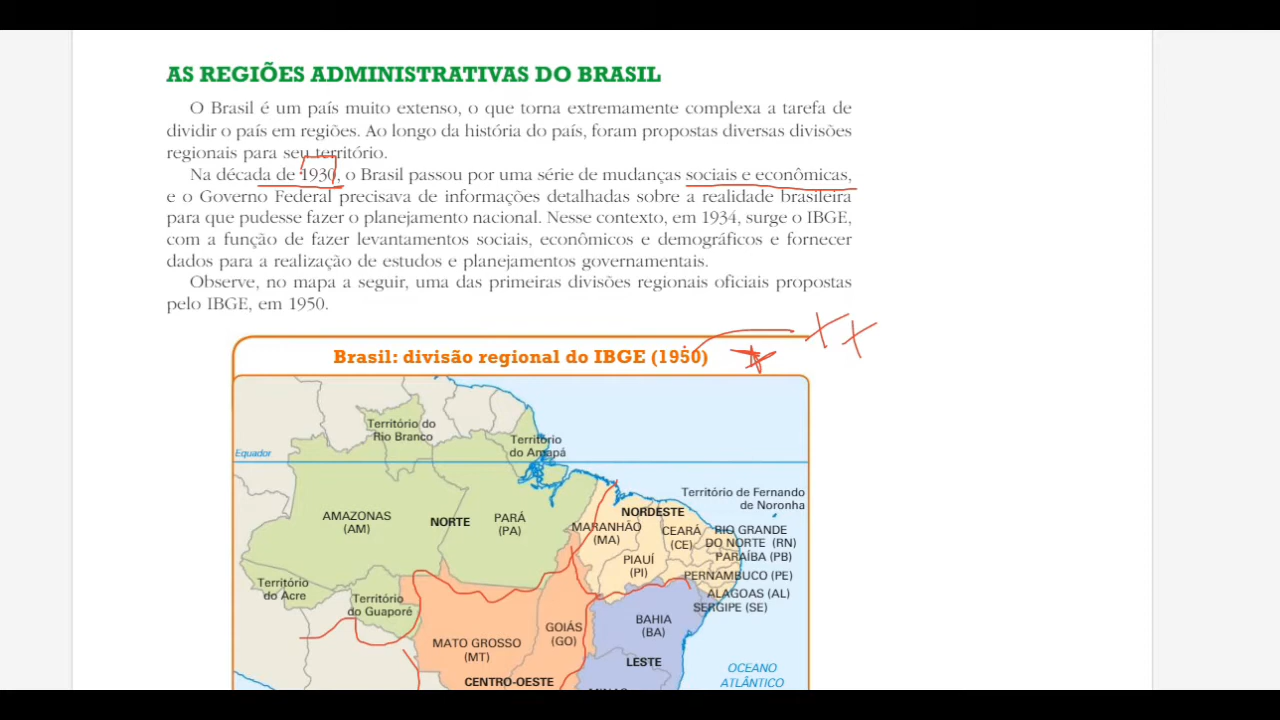 AS REGIÕES ADMINISTRATIVAS DO BRASIL
O Brasil é um país muito extenso, o que torna extremamente complexa a tarefa de
dividir o país em regiões. Ao longo da história do país, foram propostas diversas divisões
regionais para seu território.
Na década de 1930, o Brasil passou por uma série de mudanças sociais e econômicas,
e o Governo Federal precisava de informações detalhadas sobre a realidade brasileira
para que pudesse fazer o planejamento nacional. Nesse contexto, em 1934, surge o IBGE,
com a função de fazer levantamentos sociais, econômicos e demográficos e fornecer
dados para a realização de estudos e planejamentos governamentais.
Observe, no mapa a seguir, uma das primeiras divisões regionais oficiais propostas
pelo IBGE, em 1950.
Brasil: divisão regional do IBGE (1950)
Território do
Rio Branco
Território
do Amapá
Equador
Território de Fernando
de Noronha
AMAZONAS
(AM)
NORTE
PARÁ
(PA)
NORDESTE
MARANHÃO
(MA)
CEARÁ
(CE)
RIO GRANDE
DO NORTE (RN)
PARAÍBA (PB)
PIAUÍ
(PI)
PERNAMBUCO (PE)
ALAGOAS (AL)
SERGIPE (SE)
Território
do Acre
Território
do Guaporé
MATO GROSSO
(MT)
GOIÁS
(GO)
BAHIA
(BA)
LESTE
CENTRO-OESTE
OCEANO
ATLÂNTICO